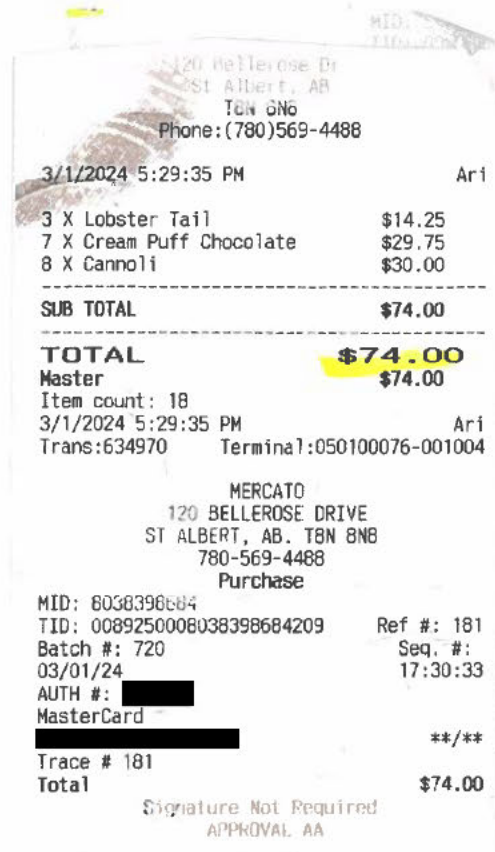 120 Bellerose Dr
St Albert, AB
T8N 8N8
Phone:(780)569-4488
3/1/2024 5:29:35 PM Ari
3 X Lobster Tail $14.25
7 X Cream Puff Chocolate $29.75
8 X Cannoli $30.00
SUB TOTAL $74.00
TOTAL $74.00
Master $74.00
Item count: 18
3/1/2024 5:29:35 PM Ari
Trans:634970 Terminal:050100076-001004
MERCATO
120 BELLEROSE DRIVE
ST ALBERT, AB. T8N 8N8
780-569-4488
Purchase
MID: 8038398684
TID: 0089250008038398684209 Ref #: 181
Batch #: 720 Seq. #:
03/01/24 17:30:33
AUTH #:
MasterCard
**/**
Trace # 181
Total $74.00
Signature Not Required
APPROVAL AA